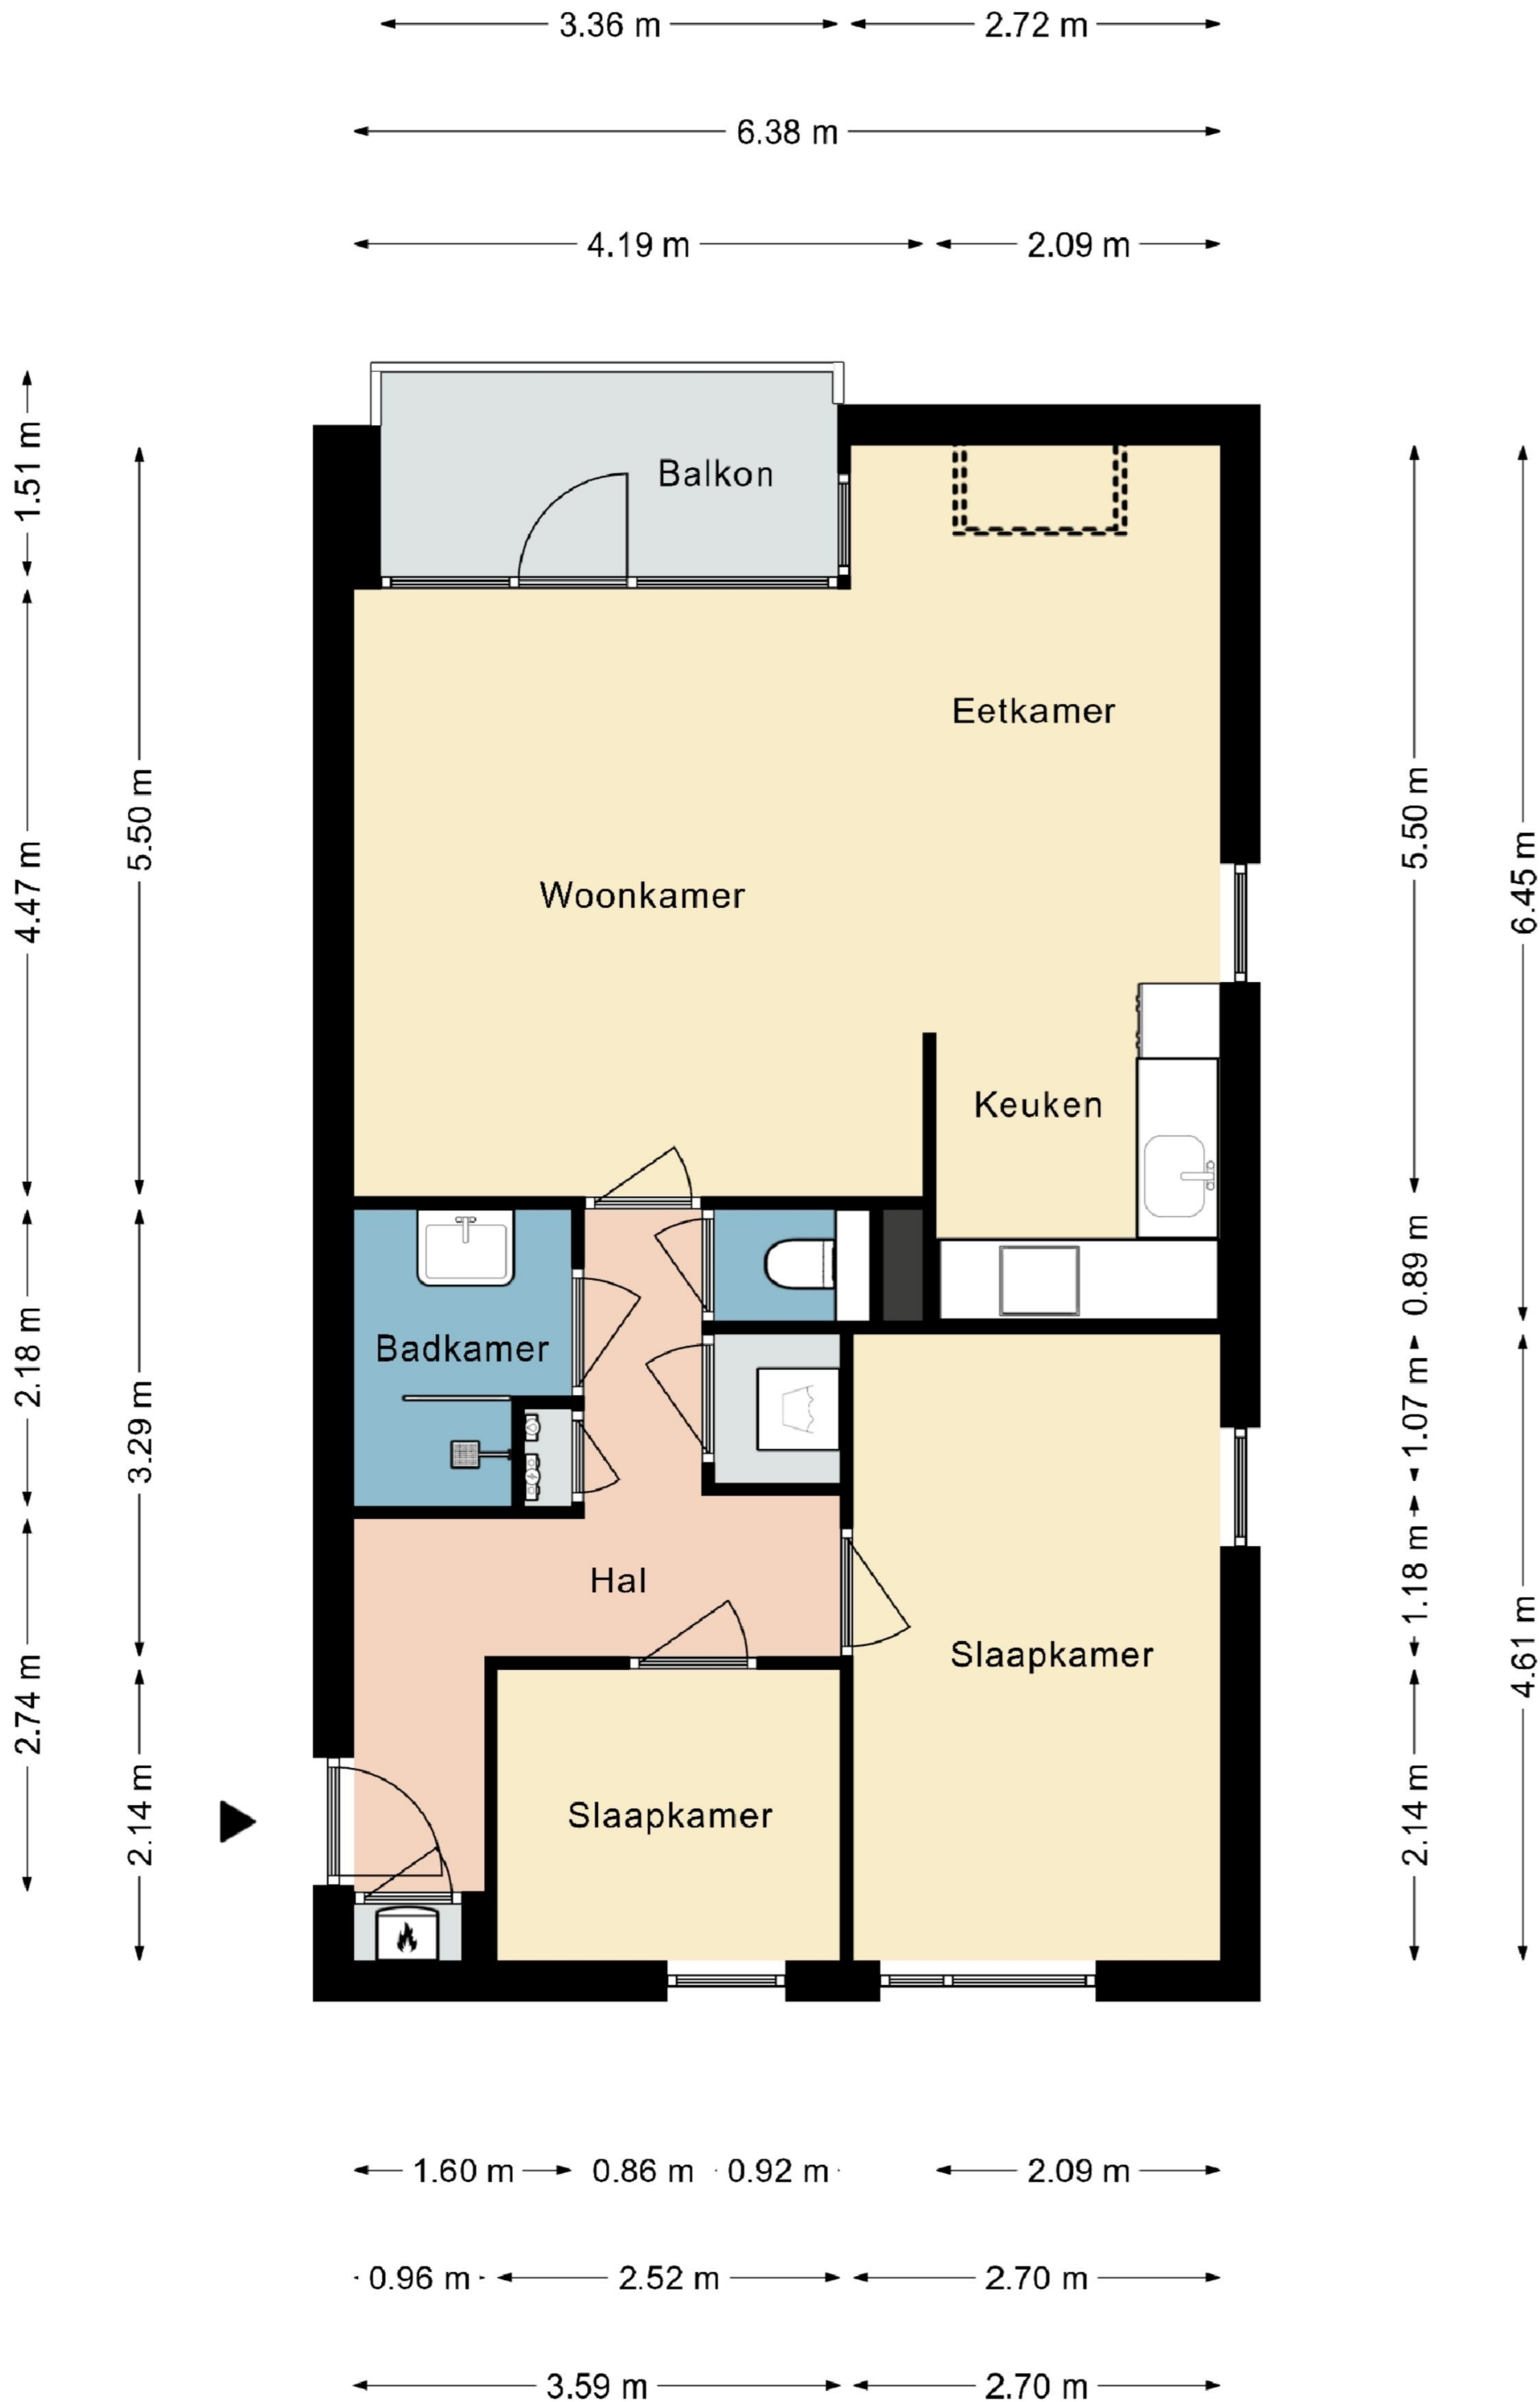 3.36 m
2.72 m
6.38 m
4.19 m
2.09 m
1.51 m
4.47 m
2.18 m
2.74 m
5.50 m
3.29 m
2.14 m
Balkon
Eetkamer
Woonkamer
Keuken
Badkamer
Hal
Slaapkamer
Slaapkamer
5.50 m
0.89 m
1.07 m
1.18 m
2.14 m
6.45 m
4.61 m
1.60 m
0.86 m
0.92 m
2.09 m
0.96 m
2.52 m
2.70 m
3.59 m
2.70 m